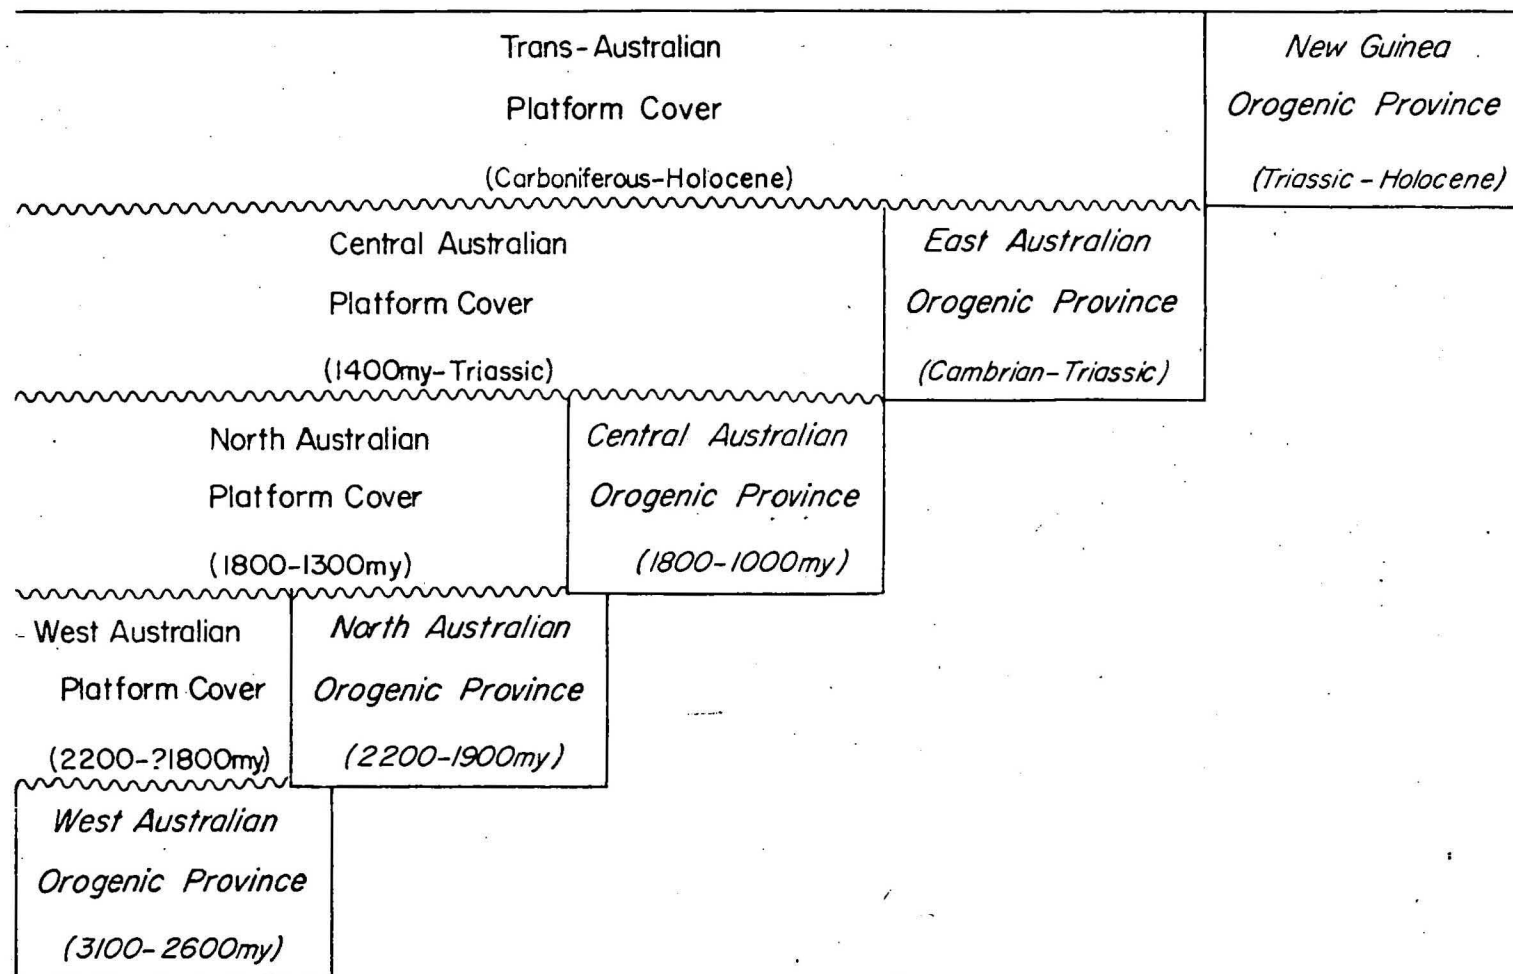 Trans-Australian
Platform Cover
(Carboniferous-Holocene)
New Guinea
Orogenic Province
(Triassic-Holocene)
Central Australian
Platform Cover
(1400my-Triassic)
East Australian
Orogenic Province
(Cambrian-Triassic)
North Australian
Platform Cover
(1800-1300my)
Central Australian
Orogenic Province
(1800-1000my)
West Australian
Platform Cover
(2200-?1800my)
North Australian
Orogenic Province
(2200-1900my)
West Australian
Orogenic Province
(3100-2600my)